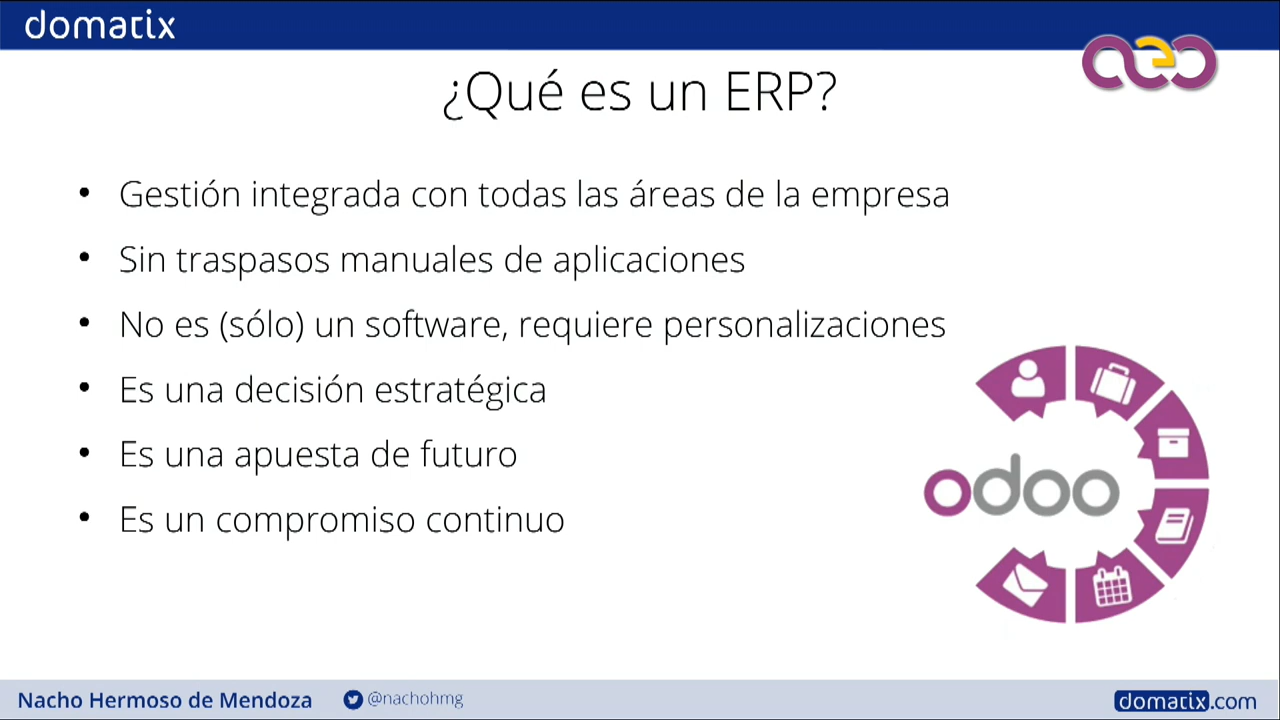 domatix
aeo
¿Qué es un ERP?
• Gestión integrada con todas las áreas de la empresa
• Sin traspasos manuales de aplicaciones
• No es (sólo) un software, requiere personalizaciones
• Es una decisión estratégica
• Es una apuesta de futuro
• Es un compromiso continuo
odoo
Nacho Hermoso de Mendoza
@nachohmg
domatix.com